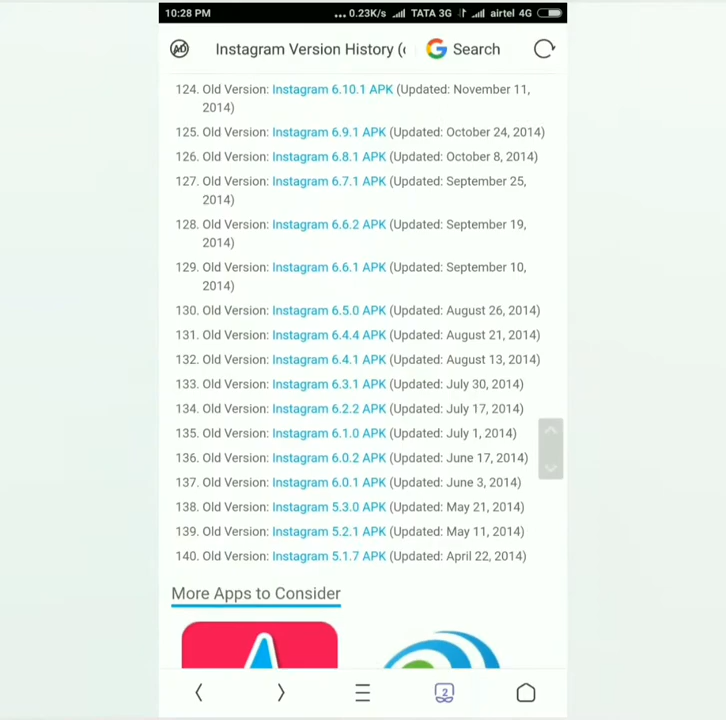 10:28 PM ... 0.23K/s TATA 3G airtel 4G
AD Instagram Version History ( G Search
124. Old Version: Instagram 6.10.1 APK (Updated: November 11,
2014)
125. Old Version: Instagram 6.9.1 APK (Updated: October 24, 2014)
126. Old Version: Instagram 6.8.1 APK (Updated: October 8, 2014)
127. Old Version: Instagram 6.7.1 APK (Updated: September 25,
2014)
128. Old Version: Instagram 6.6.2 APK (Updated: September 19,
2014)
129. Old Version: Instagram 6.6.1 APK (Updated: September 10,
2014)
130. Old Version: Instagram 6.5.0 APK (Updated: August 26, 2014)
131. Old Version: Instagram 6.4.4 APK (Updated: August 21, 2014)
132. Old Version: Instagram 6.4.1 APK (Updated: August 13, 2014)
133. Old Version: Instagram 6.3.1 APK (Updated: July 30, 2014)
134. Old Version: Instagram 6.2.2 APK (Updated: July 17, 2014)
135. Old Version: Instagram 6.1.0 APK (Updated: July 1, 2014)
136. Old Version: Instagram 6.0.2 APK (Updated: June 17, 2014)
137. Old Version: Instagram 6.0.1 APK (Updated: June 3, 2014)
138. Old Version: Instagram 5.3.0 APK (Updated: May 21, 2014)
139. Old Version: Instagram 5.2.1 APK (Updated: May 11, 2014)
140. Old Version: Instagram 5.1.7 APK (Updated: April 22, 2014)
More Apps to Consider
2